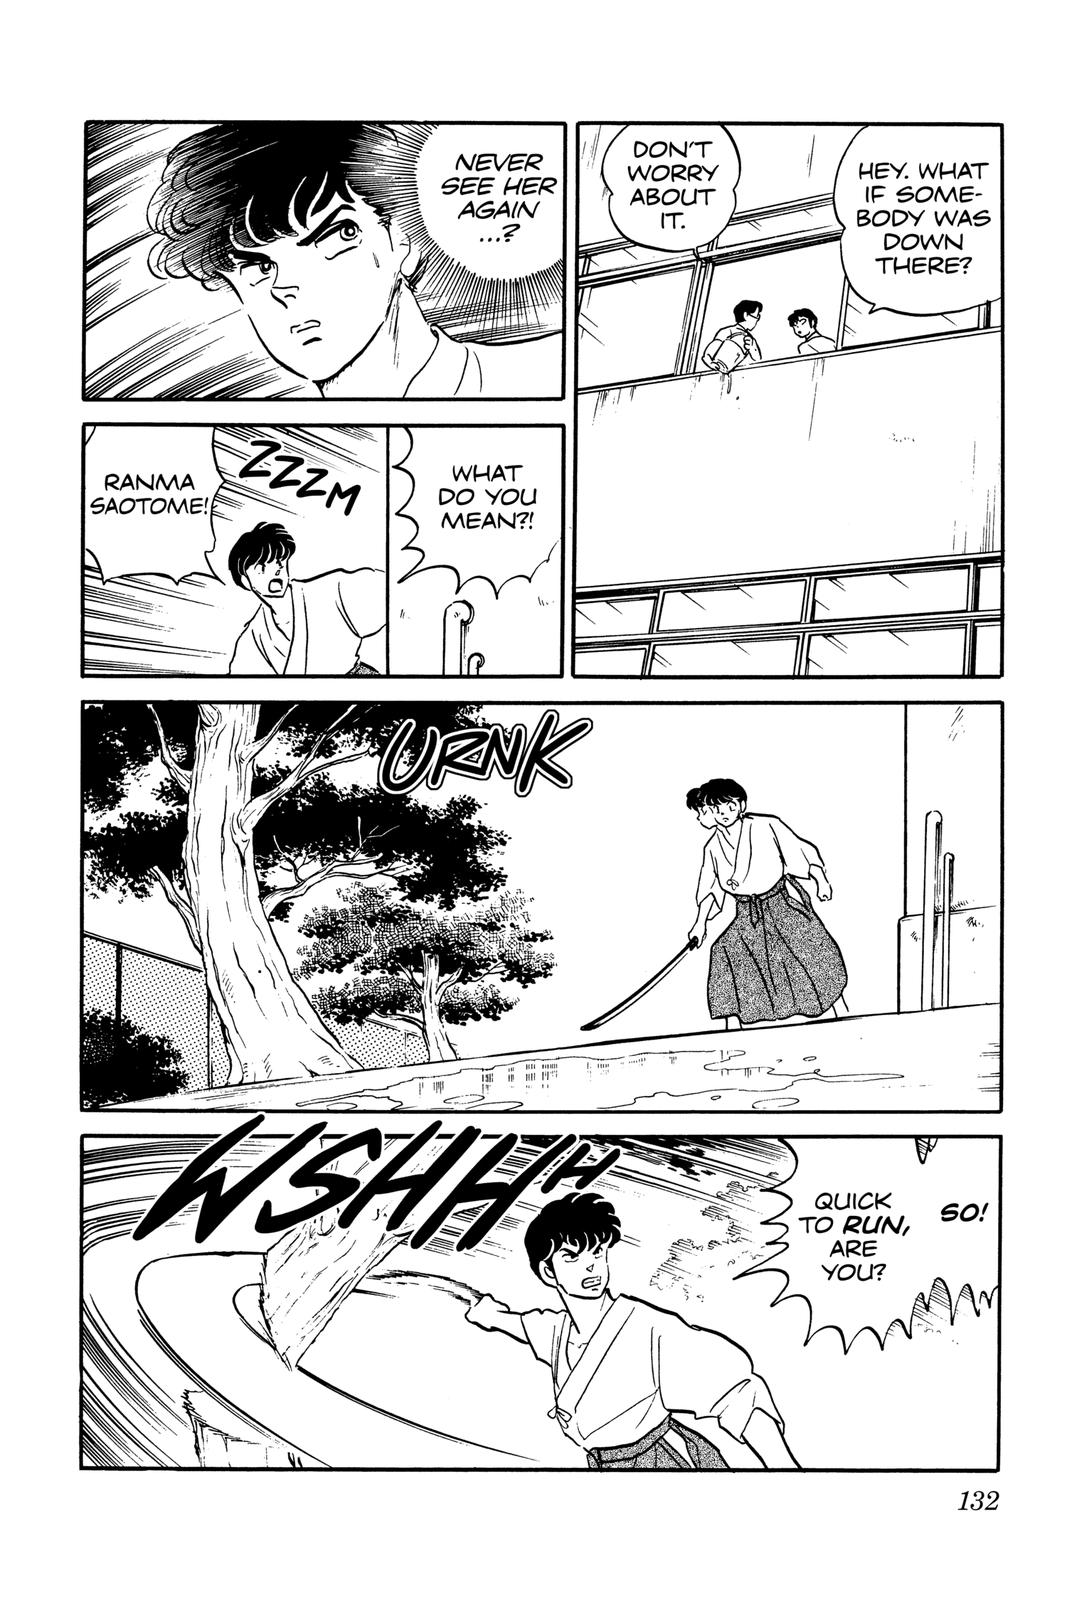 HEY. WHAT
IF SOME-
BODY WAS
DOWN
THERE?
DON'T
WORRY
ABOUT
IT.
NEVER
SEE HER
AGAIN
...?
WHAT
DO YOU
MEAN?!
ZZZM
RANMA
SAOTOME!
URNK
SO!
QUICK
TO RUN,
ARE
YOU?
WSHHHH
132